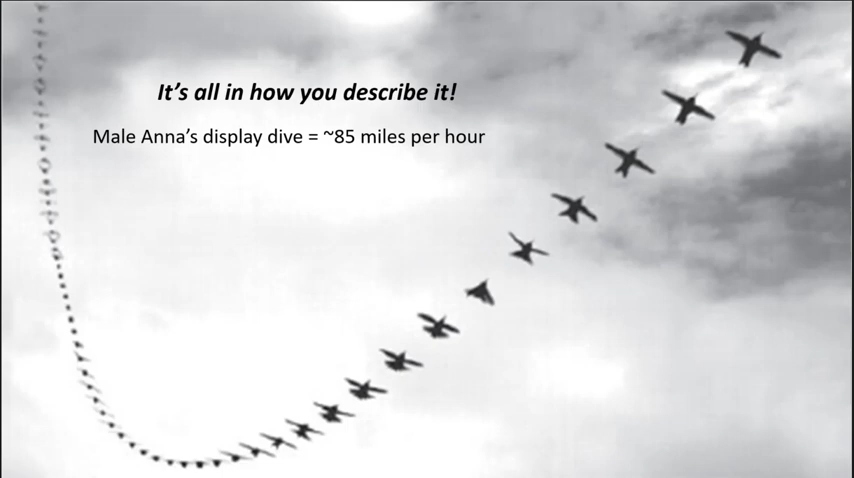 It’s all in how you describe it!
Male Anna’s display dive = ~85 miles per hour